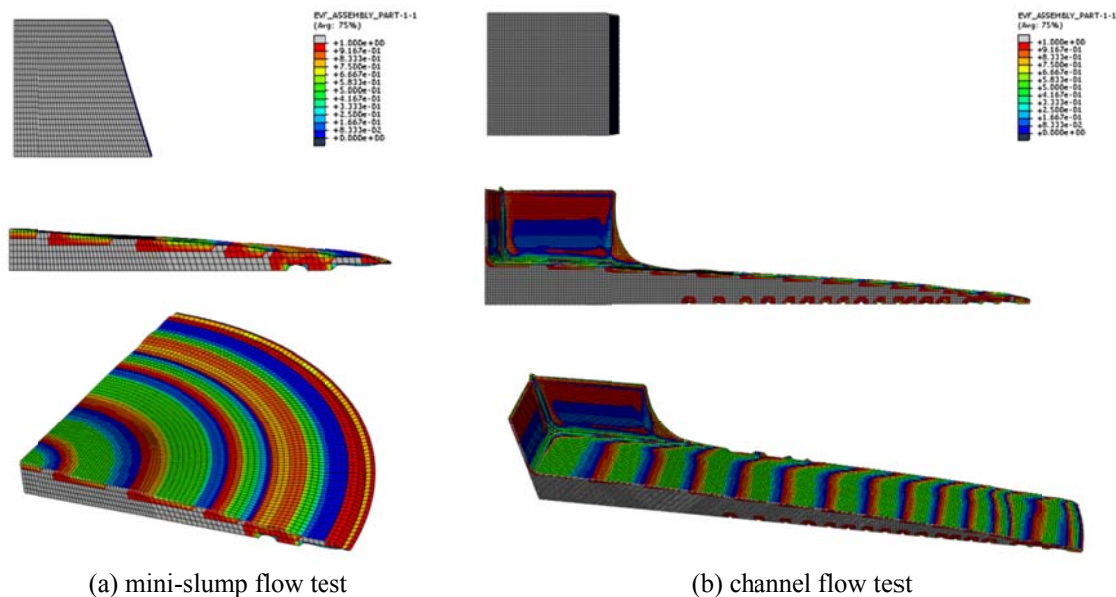 EVF_ASSEMBLY_PART-1-1
(Avg: 75%)
+1.000e+00
+9.167e-01
+8.333e-01
+7.500e-01
+6.667e-01
+5.833e-01
+5.000e-01
+4.167e-01
+3.333e-01
+2.500e-01
+1.667e-01
+8.333e-02
+0.000e+00
EVF_ASSEMBLY_PART-1-1
(Avg: 75%)
+1.000e+00
+9.167e-01
+8.333e-01
+7.500e-01
+6.667e-01
+5.833e-01
+5.000e-01
+4.167e-01
+3.333e-01
+2.500e-01
+1.667e-01
+8.333e-02
+0.000e+00
(a) mini-slump flow test
(b) channel flow test